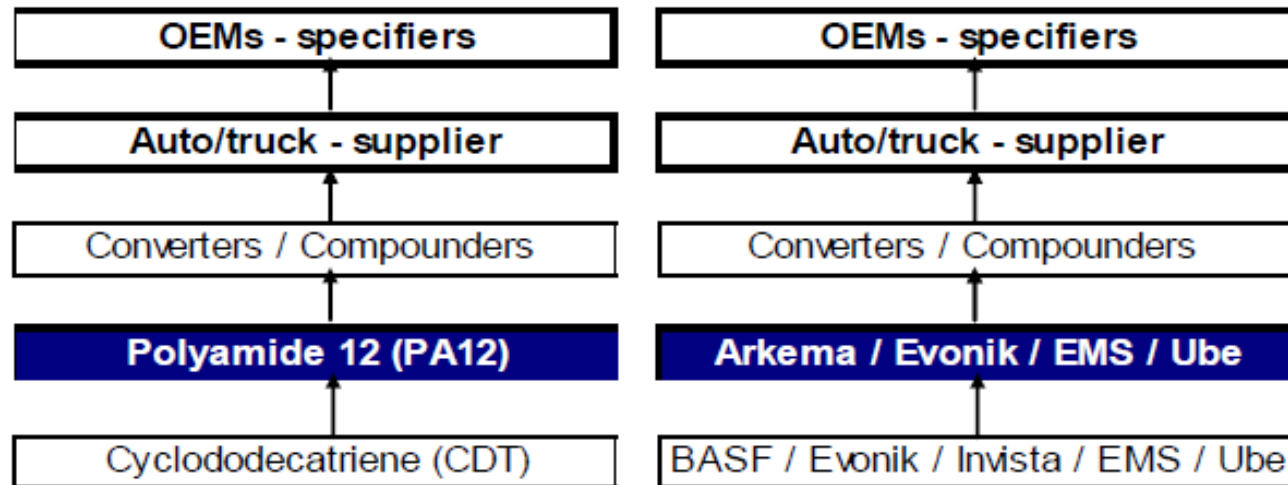 OEMs - specifiers
OEMs - specifiers
Auto/truck - supplier
Auto/truck - supplier
Converters / Compounders
Converters / Compounders
Polyamide 12 (PA12)
Arkema / Evonik / EMS / Ube
Cyclododecatriene (CDT)
BASF / Evonik / Invista / EMS / Ube